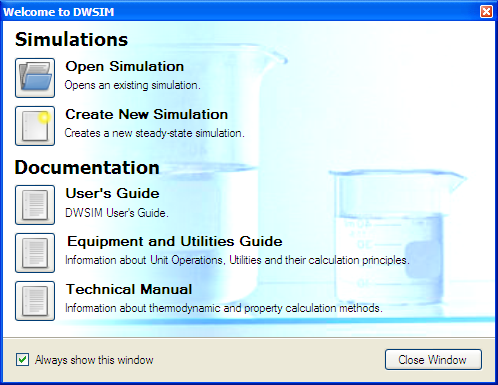 Welcome to DWSIM
Simulations
Open Simulation
Opens an existing simulation.
Create New Simulation
Creates a new steady-state simulation.
Documentation
User's Guide
DWSIM User's Guide.
Equipment and Utilities Guide
Information about Unit Operations, Utilities and their calculation principles.
Technical Manual
Information about thermodynamic and property calculation methods.
Always show this window
Close Window